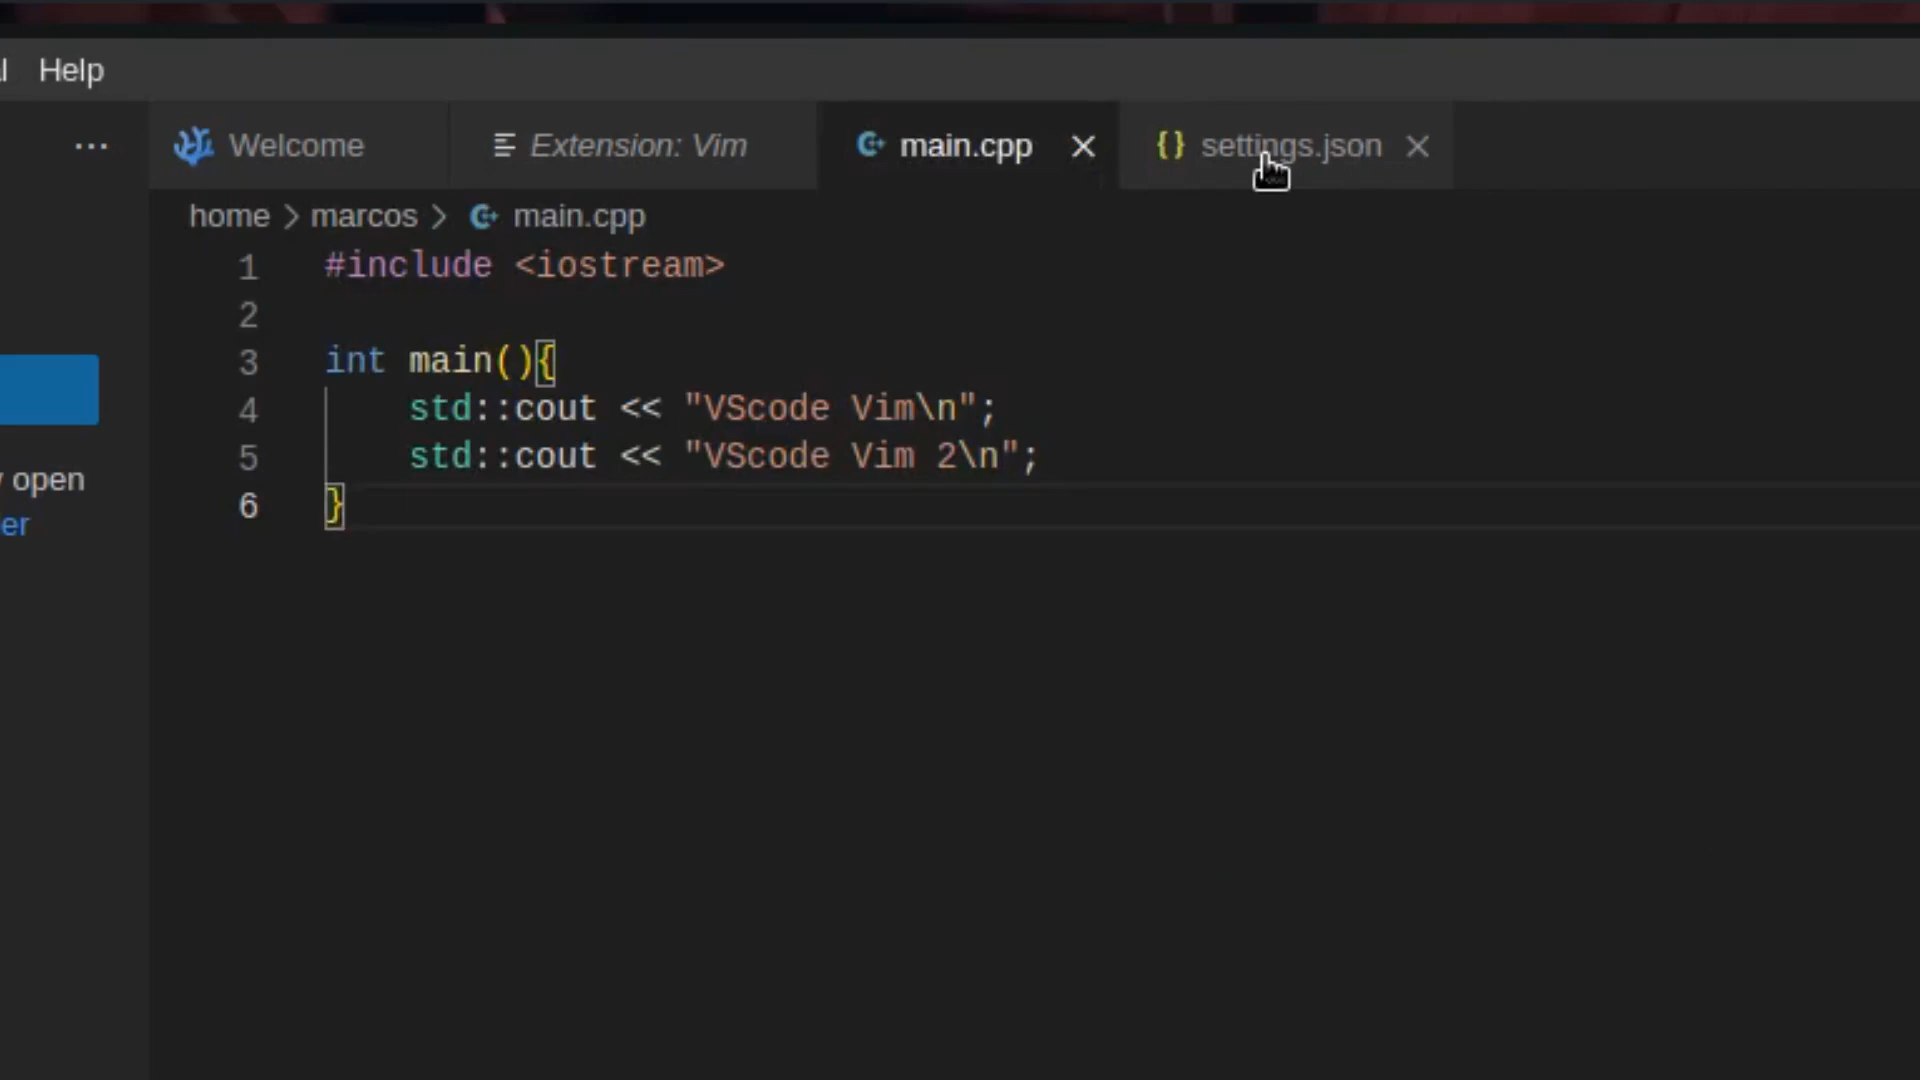 Help
··· Welcome Extension: Vim main.cpp settings.json
home > marcos > main.cpp
1 #include <iostream>
2
3 int main(){
4 std::cout << "VScode Vim\n";
5 std::cout << "VScode Vim 2\n";
6 }
open
er